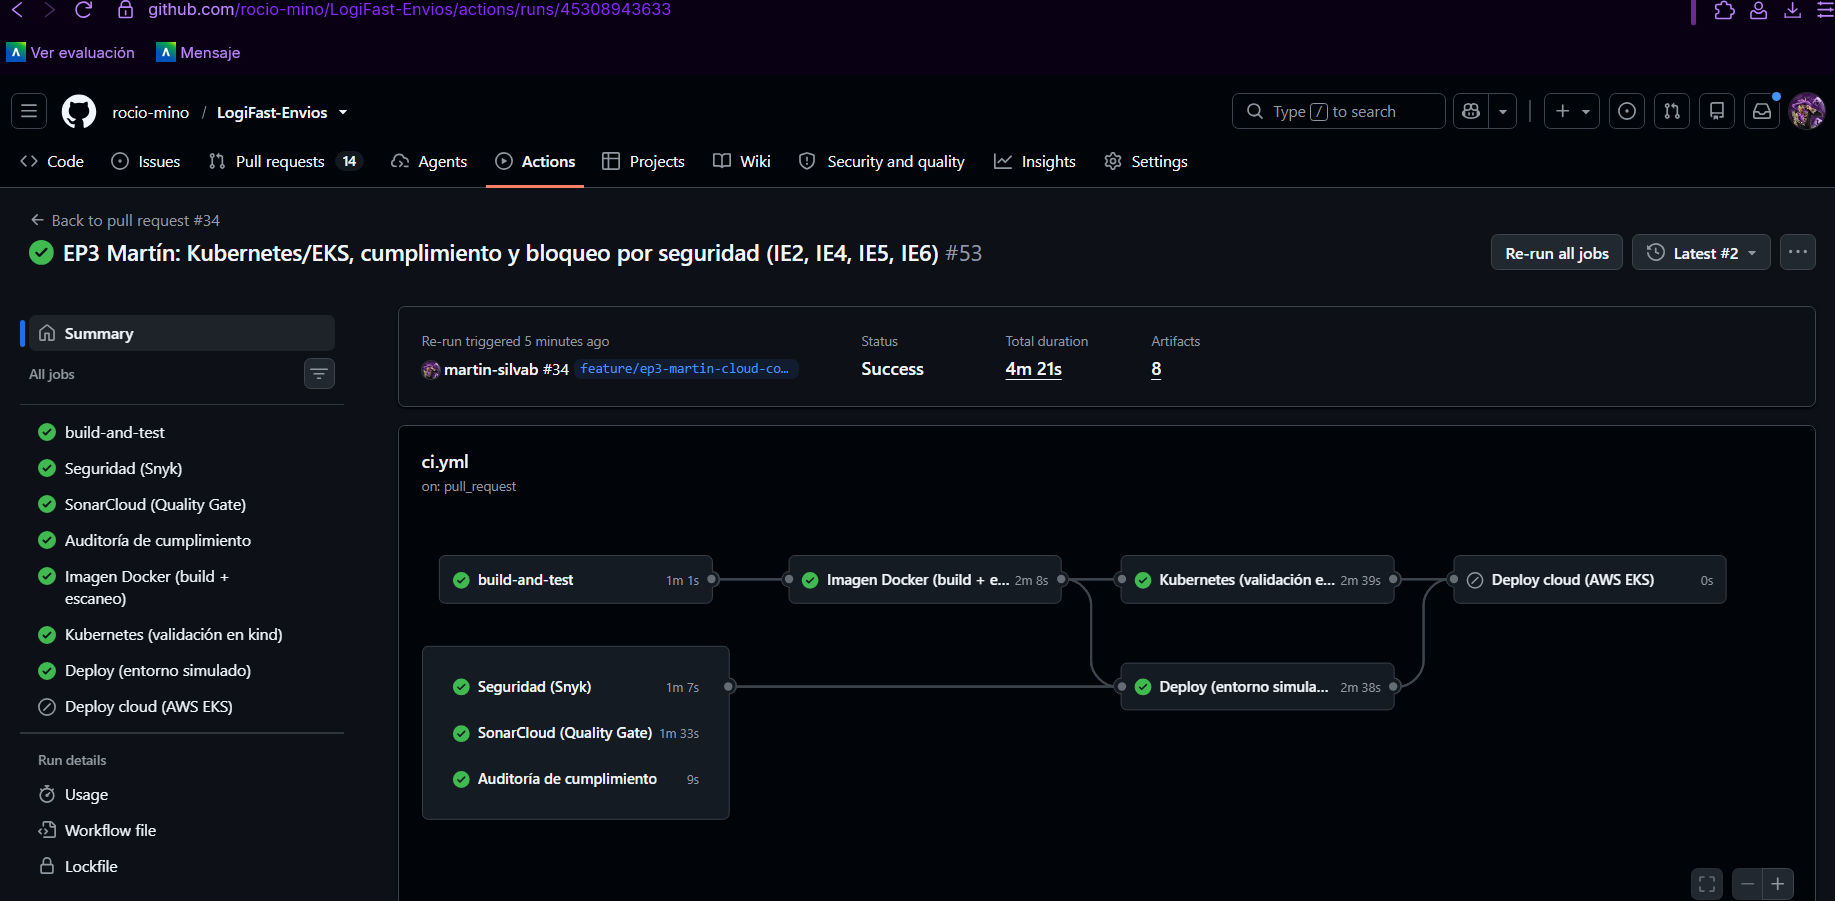 github.com/rocio-mino/LogiFast-Envios/actions/runs/45308943633
Ver evaluación
Mensaje
rocio-mino / LogiFast-Envios
Type / to search
Code
Issues
Pull requests 14
Agents
Actions
Projects
Wiki
Security and quality
Insights
Settings
Back to pull request #34
EP3 Martín: Kubernetes/EKS, cumplimiento y bloqueo por seguridad (IE2, IE4, IE5, IE6) #53
Re-run all jobs
Latest #2
Summary
All jobs
build-and-test
Seguridad (Snyk)
SonarCloud (Quality Gate)
Auditoría de cumplimiento
Imagen Docker (build +
escaneo)
Kubernetes (validación en kind)
Deploy (entorno simulado)
Deploy cloud (AWS EKS)
Run details
Usage
Workflow file
Lockfile
Re-run triggered 5 minutes ago
martin-silvab #34 feature/ep3-martin-cloud-co…
Status
Success
Total duration
4m 21s
Artifacts
8
ci.yml
on: pull_request
build-and-test 1m 1s
Imagen Docker (build + e... 2m 8s
Kubernetes (validación e... 2m 39s
Deploy cloud (AWS EKS) 0s
Seguridad (Snyk) 1m 7s
SonarCloud (Quality Gate) 1m 33s
Auditoría de cumplimiento 9s
Deploy (entorno simula... 2m 38s